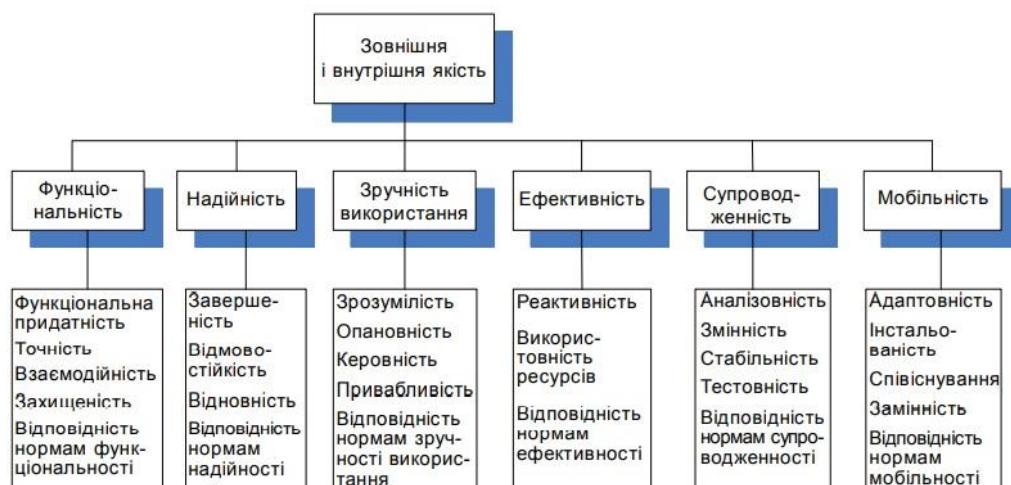 Зовнішня
і внутрішня якість
Функціо-
нальність
Надійність
Зручність
використання
Ефективність
Супровод-
женність
Мобільність
Функціональна
придатність
Точність
Взаємодійність
Захищеність
Відповідність
нормам функ-
ціональності
Заверше-
ність
Відмово-
стійкість
Відновність
Відповідність
нормам
надійності
Зрозумілість
Опановність
Керовність
Привабливість
Відповідність
нормам зруч-
ності викорис-
тання
Реактивність
Викорис-
товність
ресурсів
Відповідність
нормам
ефективності
Аналізовність
Змінність
Стабільність
Тестовність
Відповідність
нормам супро-
водженності
Адаптовність
Інстальо-
ваність
Співіснування
Замінність
Відповідність
нормам
мобільності